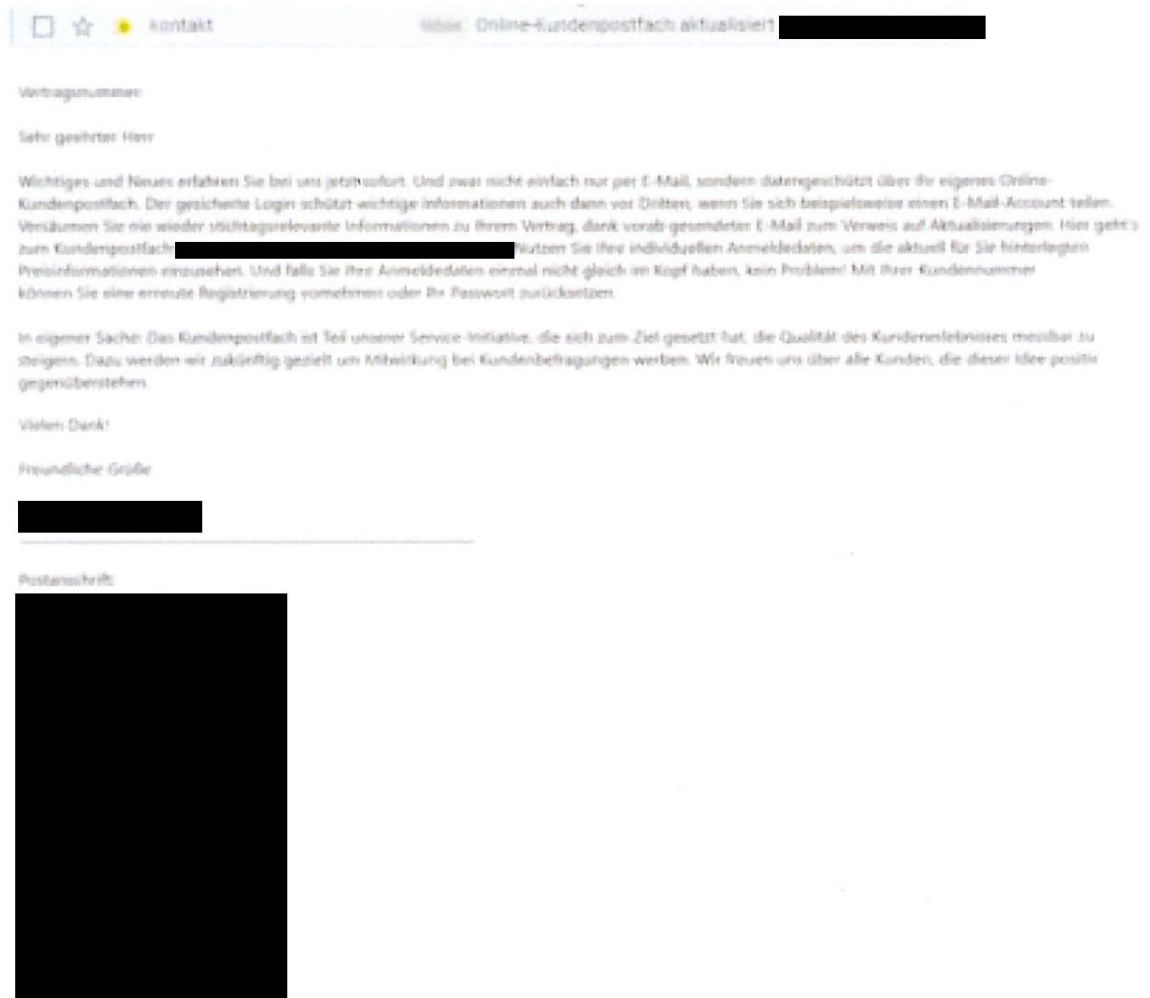 kontakt Online-Kundenpostfach aktualisiert
Vertragsnummer:
Sehr geehrter Herr
Wichtiges und Neues erfahren Sie bei uns jetzt sofort. Und zwar nicht einfach nur per E-Mail, sondern datengeschützt über Ihr eigenes Online-
Kundenpostfach. Der gesicherte Login schützt wichtige Informationen auch dann vor Dritten, wenn Sie sich beispielsweise einen E-Mail-Account teilen.
Versäumen Sie nie wieder stichtagsrelevante Informationen zu Ihrem Vertrag, dank vorab gesendeter E-Mail zum Verweis auf Aktualisierungen. Hier geht's
zum Kundenpostfach Nutzen Sie Ihre individuellen Anmeldedaten, um die aktuell für Sie hinterlegten
Preisinformationen einzusehen. Und falls Sie Ihre Anmeldedaten einmal nicht gleich im Kopf haben, kein Problem! Mit Ihrer Kundennummer
können Sie eine erneute Registrierung vornehmen oder Ihr Passwort zurücksetzen.
In eigener Sache: Das Kundenpostfach ist Teil unserer Service-Initiative, die sich zum Ziel gesetzt hat, die Qualität des Kundenerlebnisses messbar zu
steigern. Dazu werden wir zukünftig gezielt um Mitwirkung bei Kundenbefragungen werben. Wir freuen uns über alle Kunden, die dieser Idee positiv
gegenüberstehen.
Vielen Dank!
Freundliche Grüße
Postanschrift: